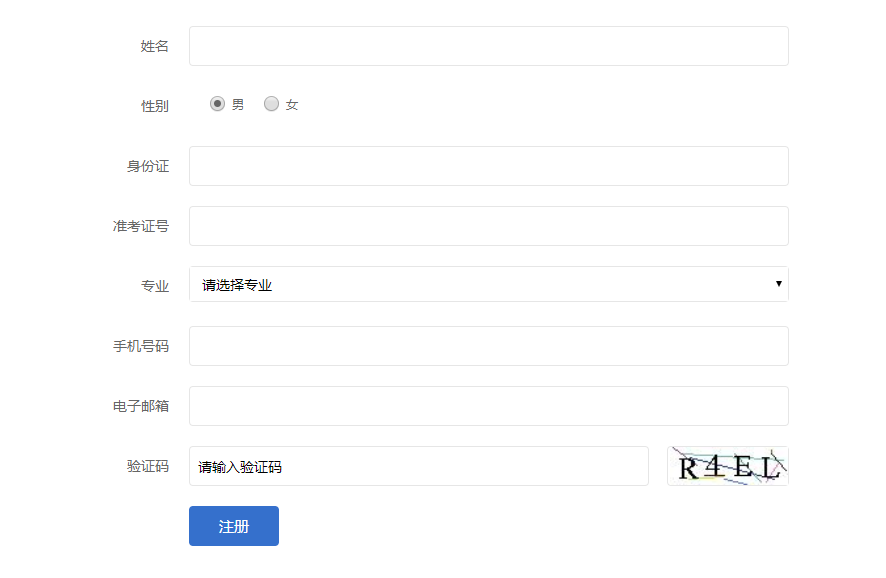 姓名
性别 男 女
身份证
准考证号
专业 请选择专业
手机号码
电子邮箱
验证码 请输入验证码 R4EL
注册